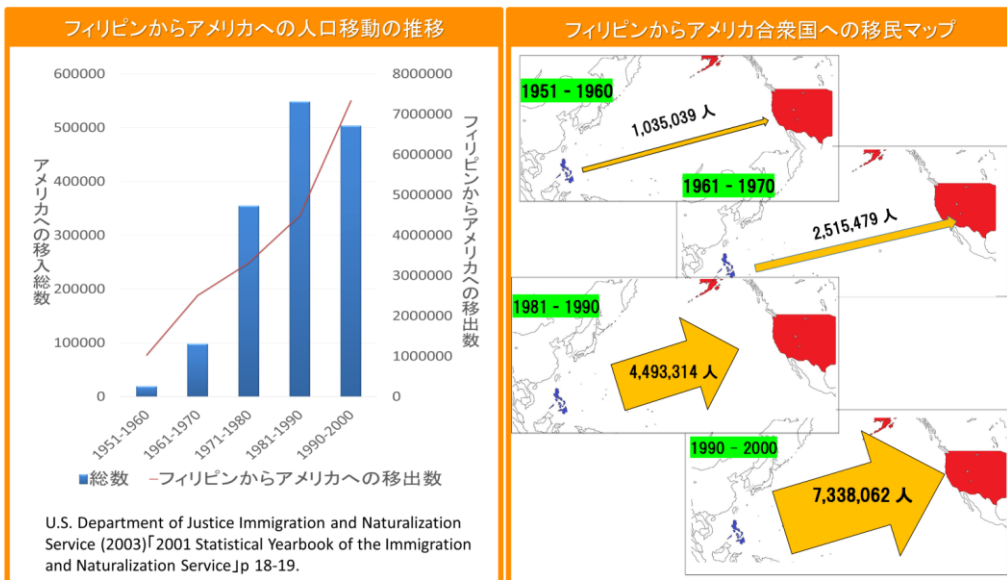 フィリピンからアメリカへの人口移動の推移
600000
500000
400000
300000
200000
100000
0
アメリカへの移入総数
8000000
7000000
6000000
5000000
4000000
3000000
2000000
1000000
0
フィリピンからアメリカへの移出数
1951-1960
1961-1970
1971-1980
1981-1990
1990-2000
総数
フィリピンからアメリカへの移出数
U.S. Department of Justice Immigration and Naturalization
Service (2003)｢2001 Statistical Yearbook of the Immigration
and Naturalization Service｣p 18-19.
フィリピンからアメリカ合衆国への移民マップ
1951 - 1960
1,035,039 人
1961 - 1970
2,515,479 人
1981 - 1990
4,493,314 人
1990 - 2000
7,338,062 人